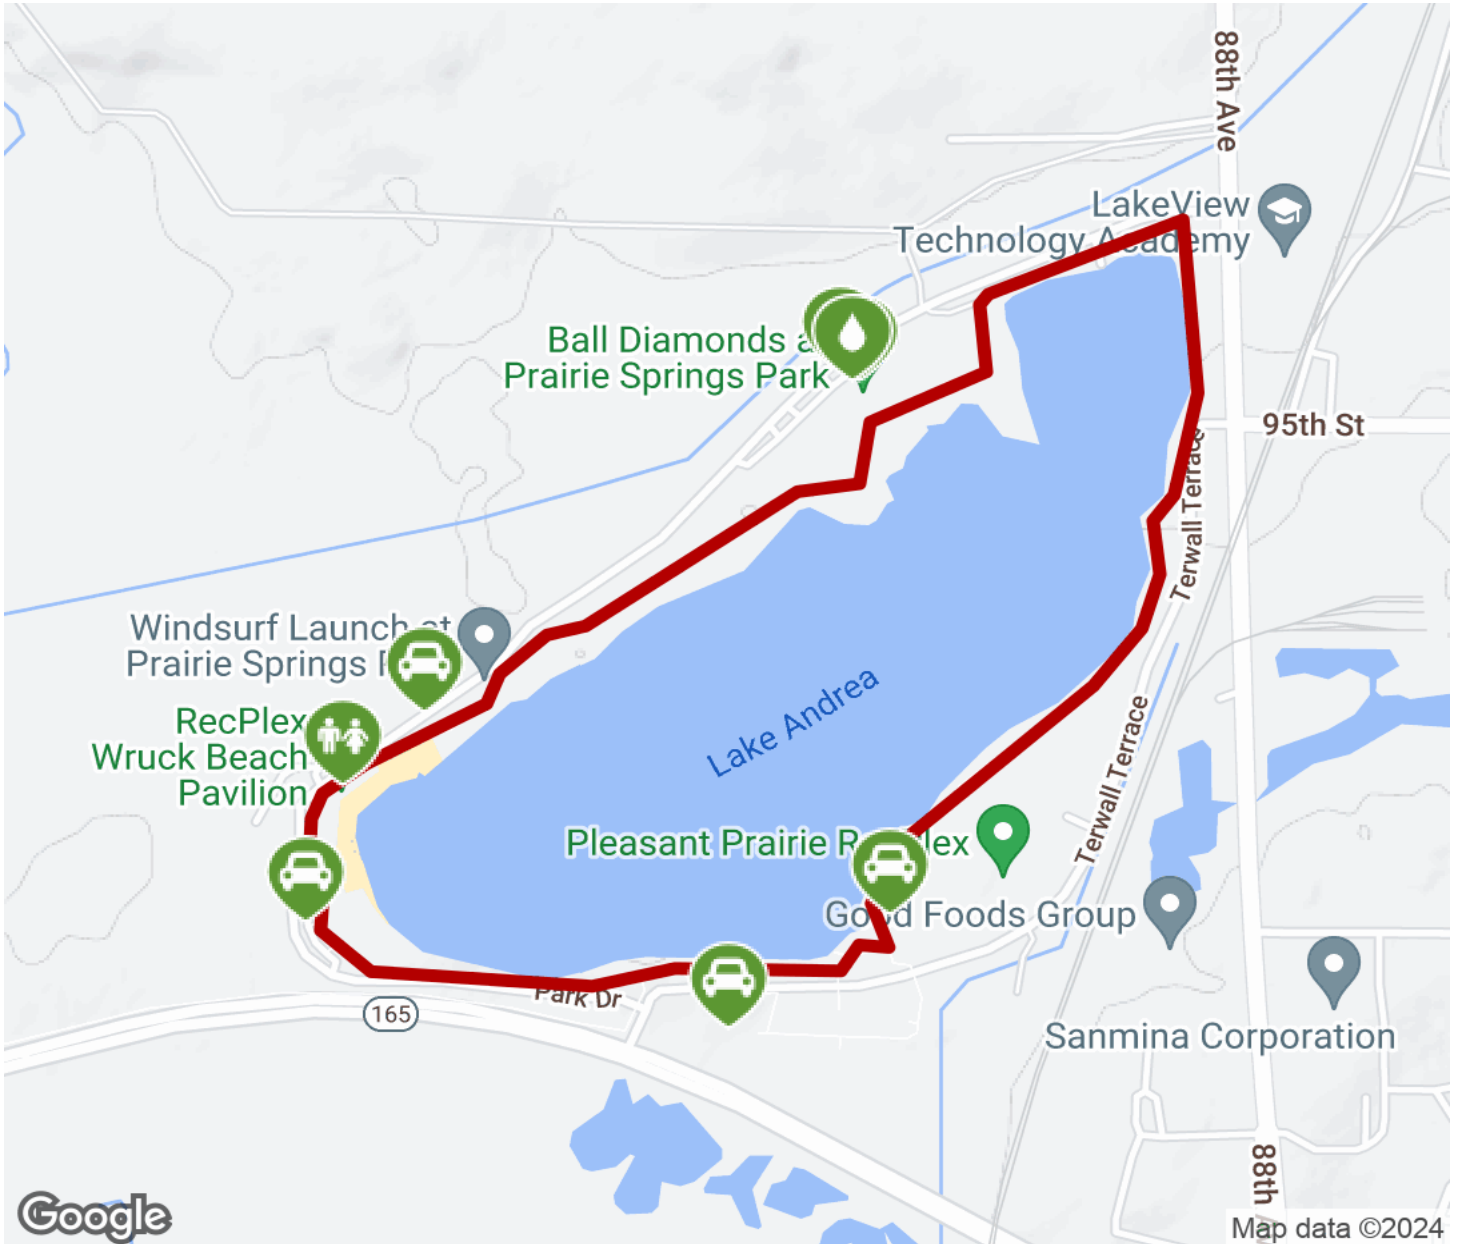 88th Ave
LakeView
Technology Academy
Ball Diamonds a
Prairie Springs Park
95th St
Terwall Terrace
Windsurf Launch at
Prairie Springs P
RecPlex
Wruck Beach
Pavilion
Lake Andrea
Terwall Terrace
Pleasant Prairie R lex
Good Foods Group
Park Dr
165
Sanmina Corporation
88th
Google
Map data ©2024